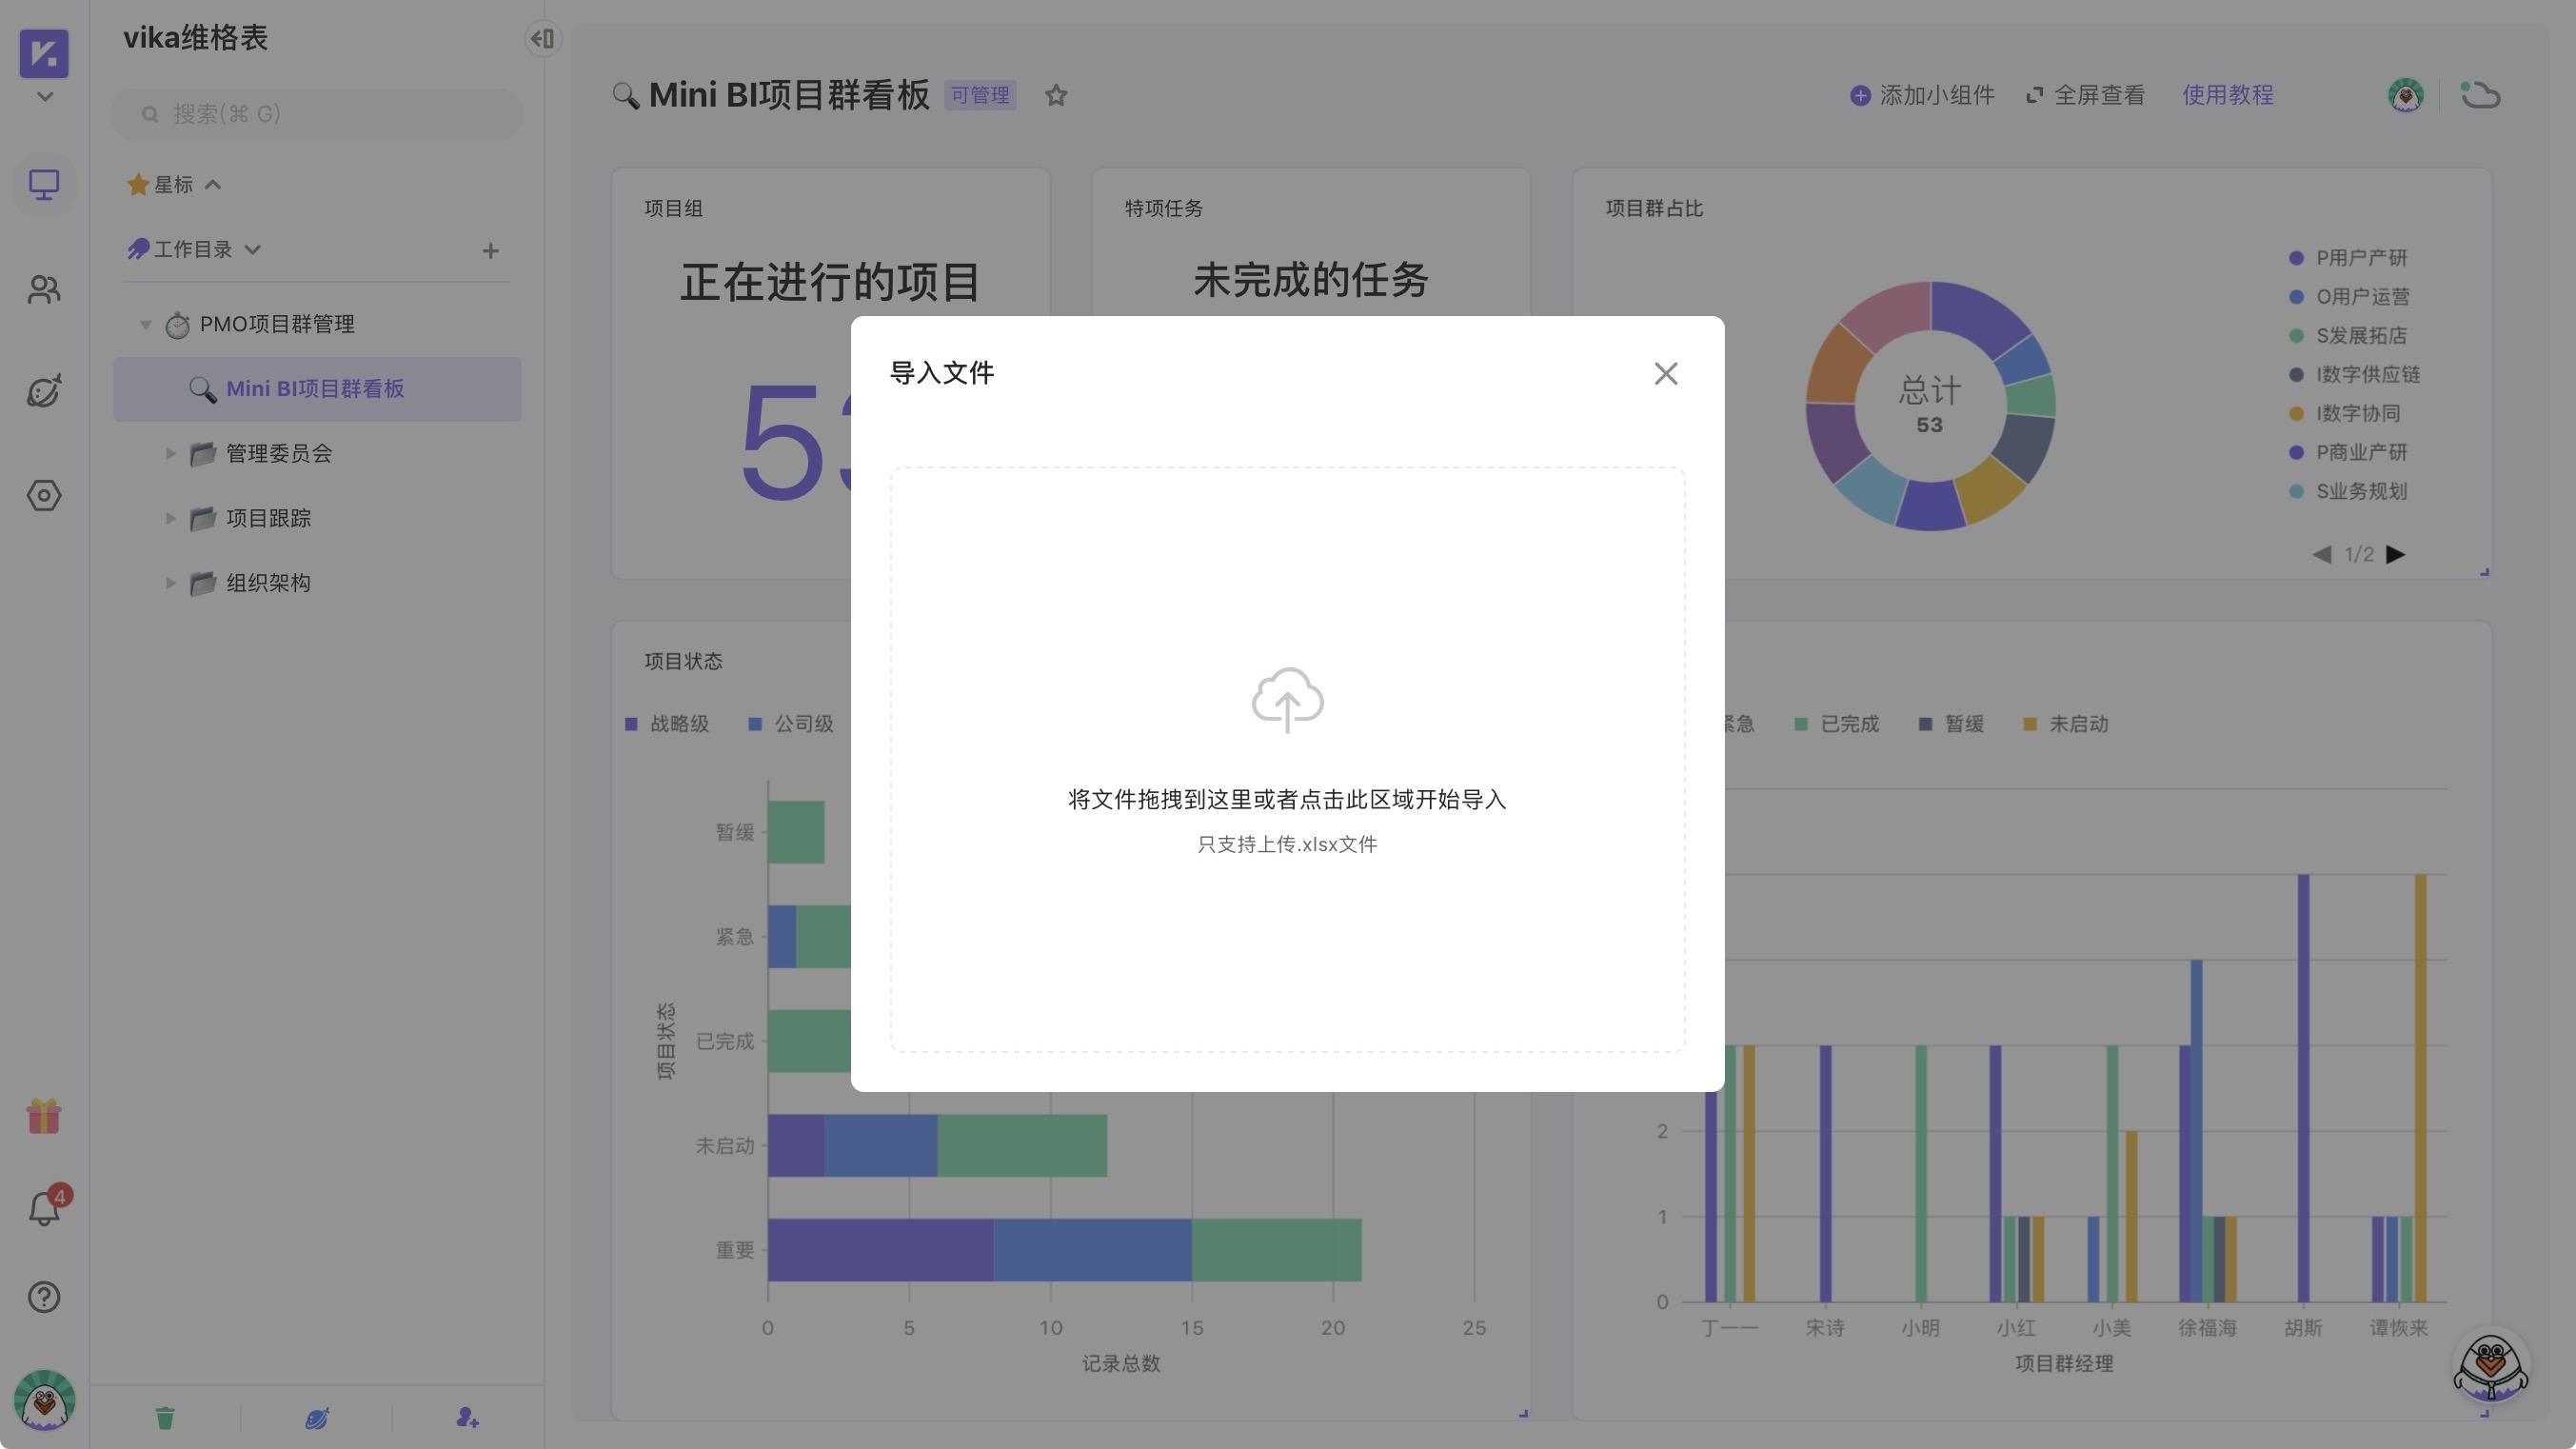 vika维格表
搜索(⌘ G)
星标
工作目录
PMO项目群管理
Mini BI项目群看板
管理委员会
项目跟踪
组织架构
4
Mini BI项目群看板 可管理
添加小组件 全屏查看 使用教程
项目组
正在进行的项目
特项任务
未完成的任务
项目群占比
总计
53
P用户产研
O用户运营
S发展拓店
I数字供应链
I数字协同
P商业产研
S业务规划
1/2
导入文件
将文件拖拽到这里或者点击此区域开始导入
只支持上传.xlsx文件
项目状态
战略级 公司级
项目状态
暂缓
紧急
已完成
未启动
重要
0 5 10 15 20 25
记录总数
紧急 已完成 暂缓 未启动
2
1
0
丁一一 宋诗 小明 小红 小美 徐福海 胡斯 谭恢来
项目群经理